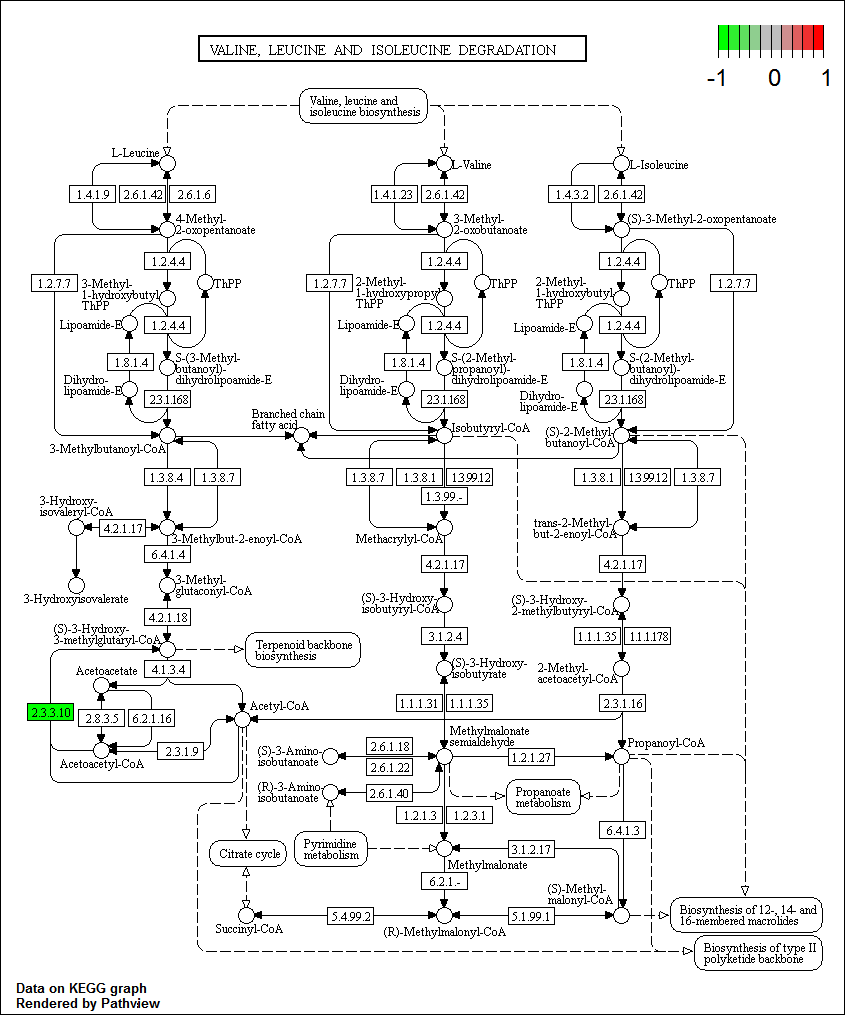 VALINE, LEUCINE AND ISOLEUCINE DEGRADATION
-1 0 1
Valine, leucine and
isoleucine biosynthesis
L-Leucine
L-Valine
L-Isoleucine
1.4.1.9 2.6.1.42 2.6.1.6
1.4.1.23 2.6.1.42
1.4.3.2 2.6.1.42
4-Methyl-
2-oxopentanoate
3-Methyl-
2-oxobutanoate
(S)-3-Methyl-2-oxopentanoate
1.2.4.4
1.2.4.4
1.2.4.4
1.2.7.7
3-Methyl-
1-hydroxybutyl
ThPP
ThPP
1.2.7.7
2-Methyl-
1-hydroxypropyl
ThPP
ThPP
2-Methyl-
1-hydroxybutyl
ThPP
ThPP
1.2.7.7
Lipoamide-E
1.2.4.4
Lipoamide-E
1.2.4.4
Lipoamide-E
1.2.4.4
1.8.1.4
S-(3-Methyl-
butanoyl)-
dihydrolipoamide-E
1.8.1.4
S-(2-Methyl-
propanoyl)-
dihydrolipoamide-E
1.8.1.4
S-(2-Methyl-
butanoyl)-
dihydrolipoamide-E
Dihydro-
lipoamide-E
2.3.1.168
Dihydro-
lipoamide-E
2.3.1.168
Dihydro-
lipoamide-E
2.3.1.168
Branched chain
fatty acid
3-Methylbutanoyl-CoA
Isobutyryl-CoA
(S)-2-Methyl-
butanoyl-CoA
1.3.8.4 1.3.8.7
1.3.8.7 1.3.8.1 1.3.99.12
1.3.99.-
1.3.8.1 1.3.99.12 1.3.8.7
3-Hydroxy-
isovaleryl-CoA
4.2.1.17
3-Methylbut-2-enoyl-CoA
Methacrylyl-CoA
trans-2-Methyl-
but-2-enoyl-CoA
6.4.1.4
4.2.1.17
4.2.1.17
3-Hydroxyisovalerate
3-Methyl-
glutaconyl-CoA
(S)-3-Hydroxy-
isobutyryl-CoA
(S)-3-Hydroxy-
2-methylbutyryl-CoA
4.2.1.18
3.1.2.4
1.1.1.35 1.1.1.178
(S)-3-Hydroxy-
3-methylglutaryl-CoA
Terpenoid backbone
biosynthesis
(S)-3-Hydroxy-
isobutyrate
2-Methyl-
acetoacetyl-CoA
Acetoacetate
4.1.3.4
1.1.1.31 1.1.1.35
2.3.1.16
2.3.3.10
2.8.3.5 6.2.1.16
Acetyl-CoA
Methylmalonate
semialdehyde
Propanoyl-CoA
Acetoacetyl-CoA
2.3.1.9
(S)-3-Amino-
isobutanoate
2.6.1.18
2.6.1.22
1.2.1.27
(R)-3-Amino-
isobutanoate
2.6.1.40
Propanoate
metabolism
1.2.1.3 1.2.3.1
6.4.1.3
Citrate cycle
Pyrimidine
metabolism
3.1.2.17
Methylmalonate
6.2.1.-
(S)-Methyl-
malonyl-CoA
Succinyl-CoA
5.4.99.2
(R)-Methylmalonyl-CoA
5.1.99.1
Biosynthesis of 12-, 14- and
16-membered macrolides
Biosynthesis of type II
polyketide backbone
Data on KEGG graph
Rendered by Pathview